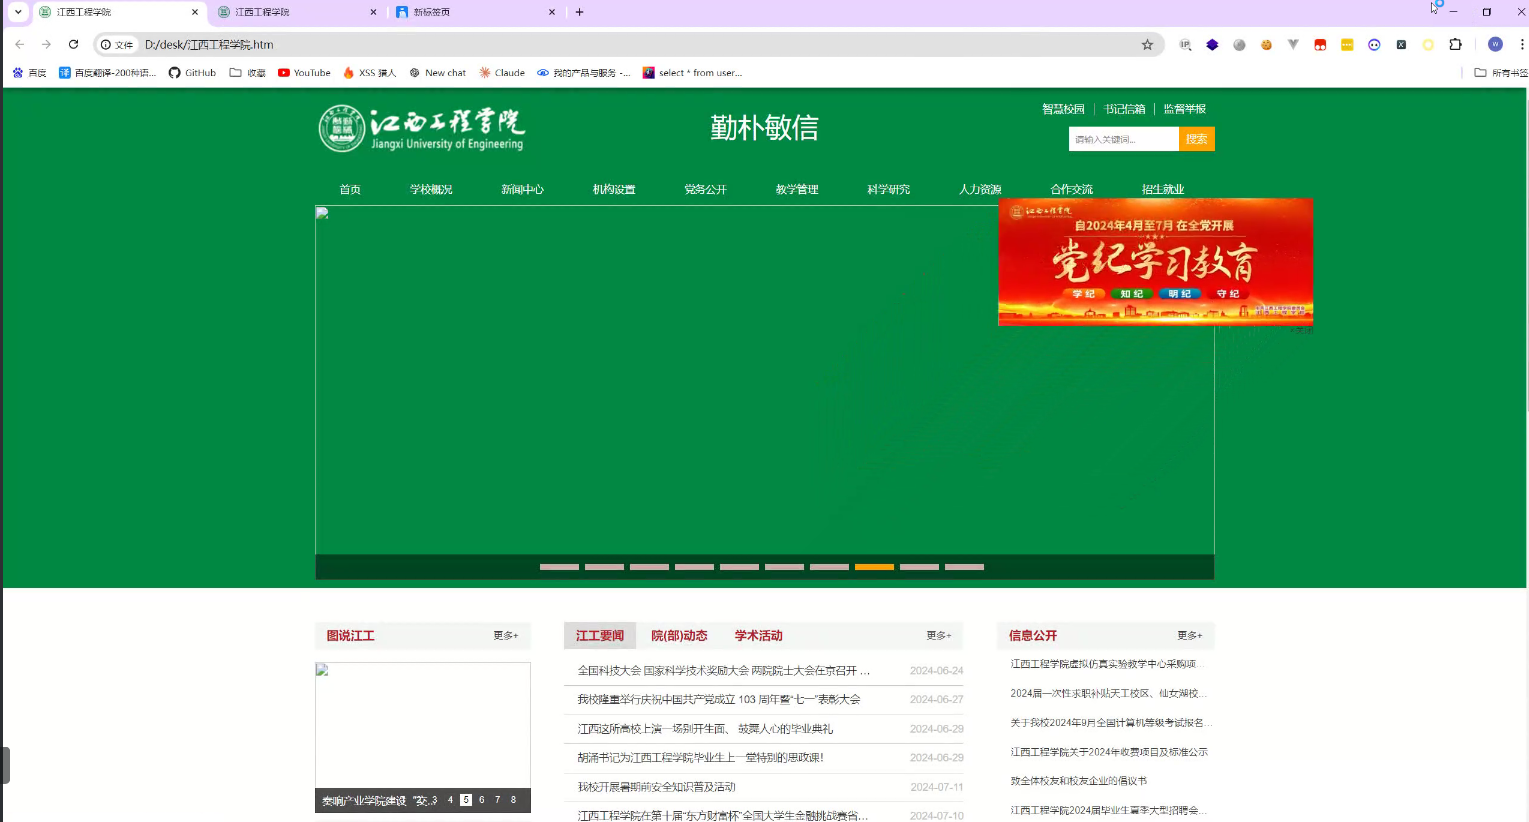 江西工程学院
江西工程学院
新标签页
文件
D:/desk/江西工程学院.htm
百度
百度翻译-200种语...
GitHub
收藏
YouTube
XSS 猎人
New chat
Claude
我的产品与服务 -...
select * from user...
所有书签
江西工程学院
Jiangxi University of Engineering
勤朴敏信
智慧校园
书记信箱
监督举报
请输入关键词...
搜索
首页
学校概况
新闻中心
机构设置
党务公开
教学管理
科学研究
人力资源
合作交流
招生就业
江西工程学院
自2024年4月至7月 在全党开展
党纪学习教育
学纪
知纪
明纪
守纪
×关闭
图说江工
更多+
奏响产业学院建设“交..
3 4 5 6 7 8
江工要闻
院(部)动态
学术活动
更多+
全国科技大会 国家科学技术奖励大会 两院院士大会在京召开 ...
2024-06-24
我校隆重举行庆祝中国共产党成立 103 周年暨“七一”表彰大会
2024-06-27
江西这所高校上演一场别开生面、 鼓舞人心的毕业典礼
2024-06-29
胡涌书记为江西工程学院毕业生上一堂特别的思政课！
2024-06-29
我校开展暑期前安全知识普及活动
2024-07-11
江西工程学院在第十届“东方财富杯”全国大学生金融挑战赛省...
2024-07-10
信息公开
更多+
江西工程学院虚拟仿真实验教学中心采购项...
2024届一次性求职补贴天工校区、仙女湖校...
关于我校2024年9月全国计算机等级考试报名...
江西工程学院关于2024年收费项目及标准公示
致全体校友和校友企业的倡议书
江西工程学院2024届毕业生夏季大型招聘会...